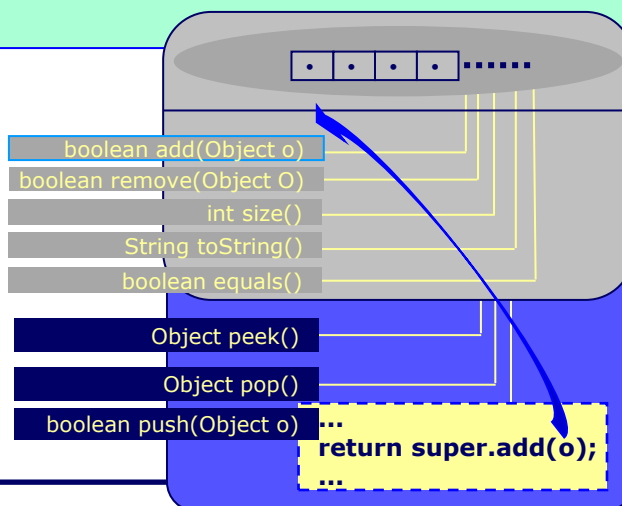 boolean add(Object o)
boolean remove(Object O)
int size()
String toString()
boolean equals()
Object peek()
Object pop()
boolean push(Object o)
...
return super.add(o);
...